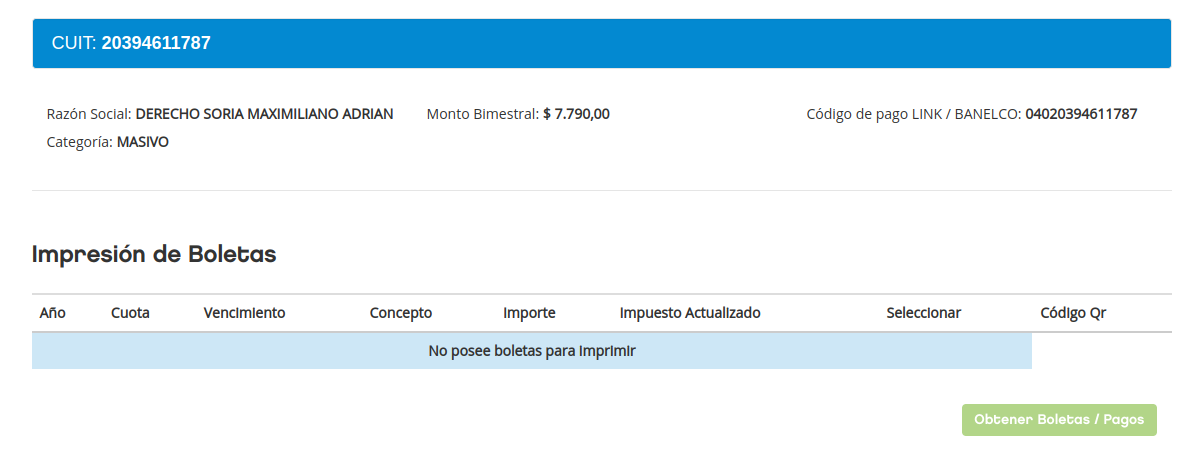 CUIT: 20394611787
Razón Social: DERECHO SORIA MAXIMILIANO ADRIAN Monto Bimestral: $ 7.790,00 Código de pago LINK / BANELCO: 04020394611787
Categoría: MASIVO
Impresión de Boletas
Año Cuota Vencimiento Concepto Importe Impuesto Actualizado Seleccionar Código Qr
No posee boletas para imprimir
Obtener Boletas / Pagos